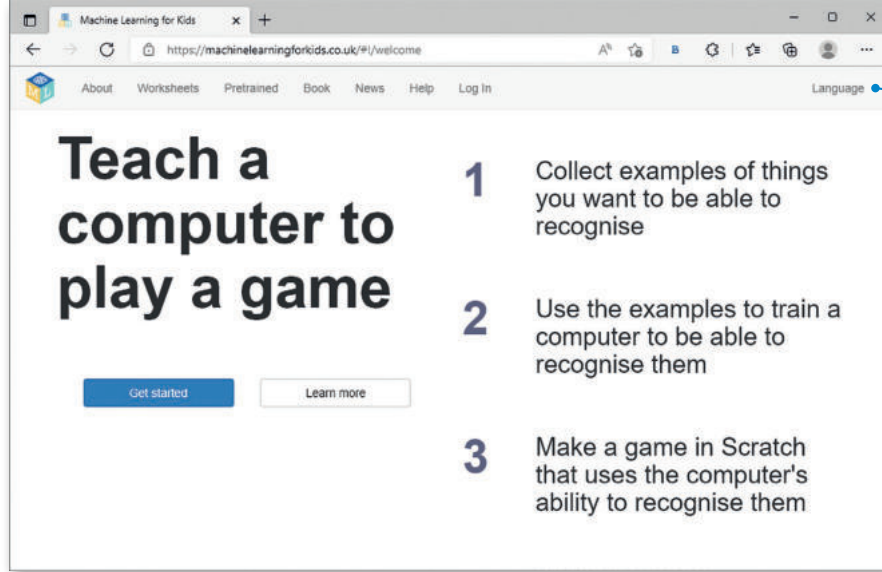 Machine Learning for Kids
https://machinelearningforkids.co.uk/#!/welcome
About Worksheets Pretrained Book News Help Log In Language
Teach a
computer to
play a game
Get started Learn more
1
Collect examples of things
you want to be able to
recognise
2
Use the examples to train a
computer to be able to
recognise them
3
Make a game in Scratch
that uses the computer's
ability to recognise them